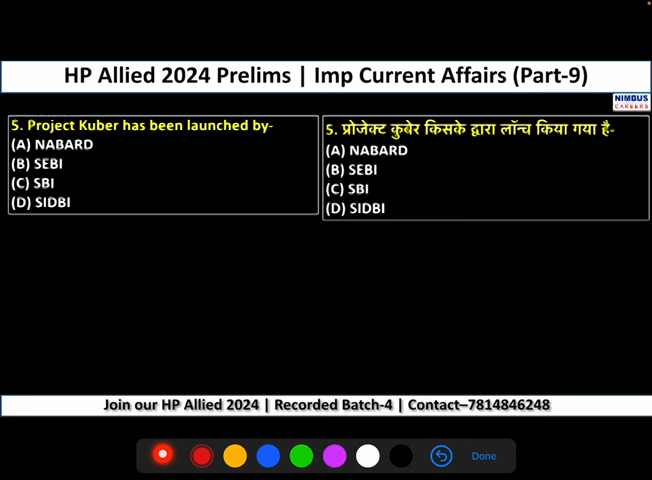 HP Allied 2024 Prelims | Imp Current Affairs (Part-9)
NIMBUS
CAREERS
5. Project Kuber has been launched by-
(A) NABARD
(B) SEBI
(C) SBI
(D) SIDBI
5. प्रोजेक्ट कुबेर किसके द्वारा लॉन्च किया गया है-
(A) NABARD
(B) SEBI
(C) SBI
(D) SIDBI
Join our HP Allied 2024 | Recorded Batch-4 | Contact–7814846248
Done